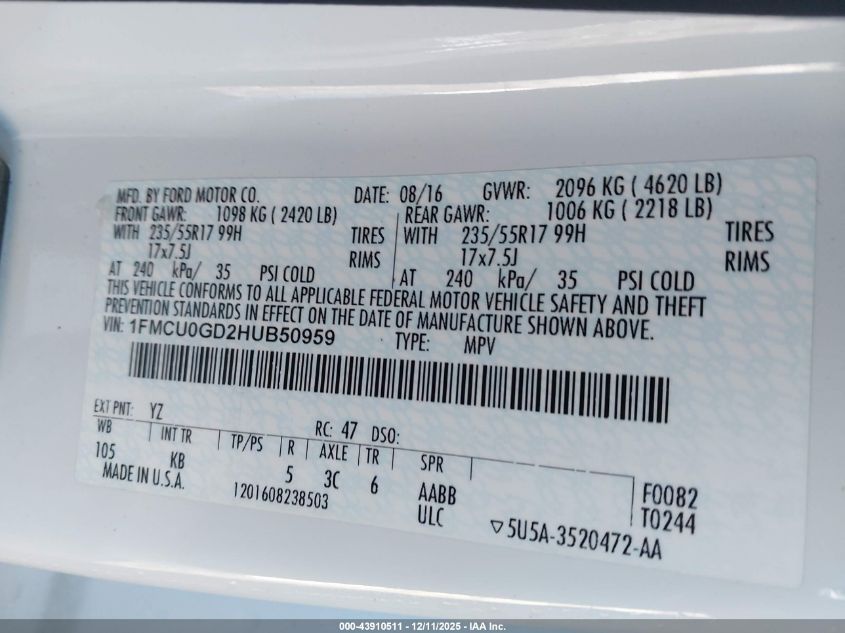 MFD. BY FORD MOTOR CO. DATE: 08/16 GVWR: 2096 KG ( 4620 LB)
FRONT GAWR: 1098 KG ( 2420 LB) REAR GAWR: 1006 KG ( 2218 LB)
WITH 235/55R17 99H TIRES WITH 235/55R17 99H TIRES
17x7.5J RIMS 17x7.5J RIMS
AT 240 kPa/ 35 PSI COLD AT 240 kPa/ 35 PSI COLD
THIS VEHICLE CONFORMS TO ALL APPLICABLE FEDERAL MOTOR VEHICLE SAFETY AND THEFT
PREVENTION STANDARDS IN EFFECT ON THE DATE OF MANUFACTURE SHOWN ABOVE.
VIN: 1FMCU0GD2HUB50959 TYPE: MPV
EXT PNT: YZ RC: 47 DSO:
WB INT TR TP/PS R AXLE TR SPR
105 KB 5 3C 6 AABB F0082
MADE IN U.S.A. ULC T0244
1201608238503 5U5A-3520472-AA
000-43910511 - 12/11/2025 - IAA Inc.